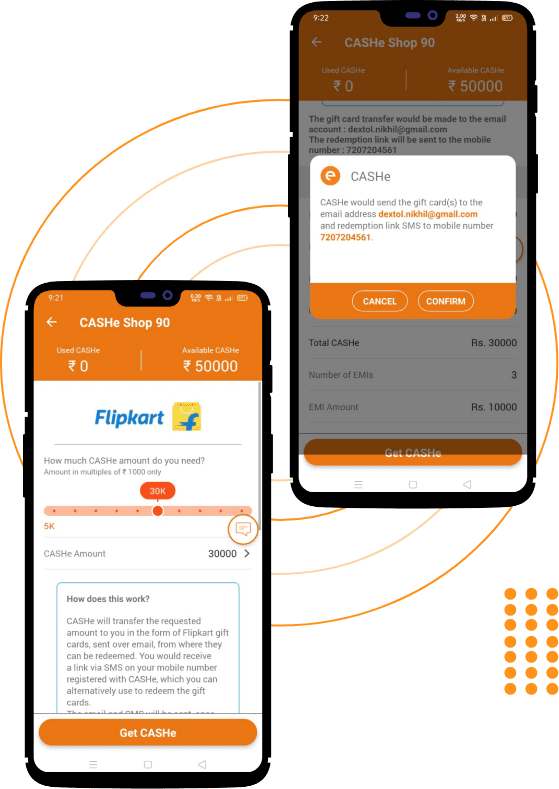 9:22
CASHe Shop 90
Used CASHe
Available CASHe
₹ 0
₹ 50000
The gift card transfer would be made to the email
account : dextol.nikhil@gmail.com
The redemption link will be sent to the mobile
number : 7207204561
CASHe
CASHe would send the gift card(s) to the
email address dextol.nikhil@gmail.com
and redemption link SMS to mobile number
7207204561.
CANCEL
CONFIRM
Total CASHe
Rs. 30000
Number of EMIs
3
EMI Amount
Rs. 10000
Get CASHe
9:21
CASHe Shop 90
Used CASHe
Available CASHe
₹ 0
₹ 50000
Flipkart
How much CASHe amount do you need?
Amount in multiples of ₹ 1000 only
30K
5K
CASHe Amount
30000
How does this work?
CASHe will transfer the requested
amount to you in the form of Flipkart gift
cards, sent over email, from where they
can be redeemed. You would receive
a link via SMS on your mobile number
registered with CASHe, which you can
alternatively use to redeem the gift
cards.
The email and SMS will be sent, once
Get CASHe